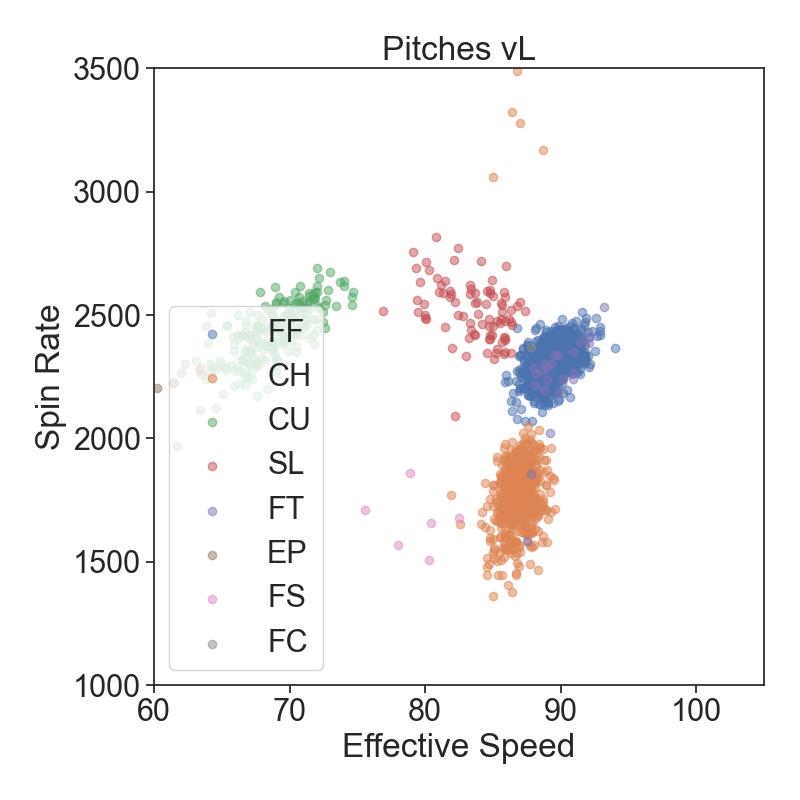 Pitches vL
3500
3000
2500
2000
1500
1000
Spin Rate
FF
CH
CU
SL
FT
EP
FS
FC
60
70
80
90
100
Effective Speed